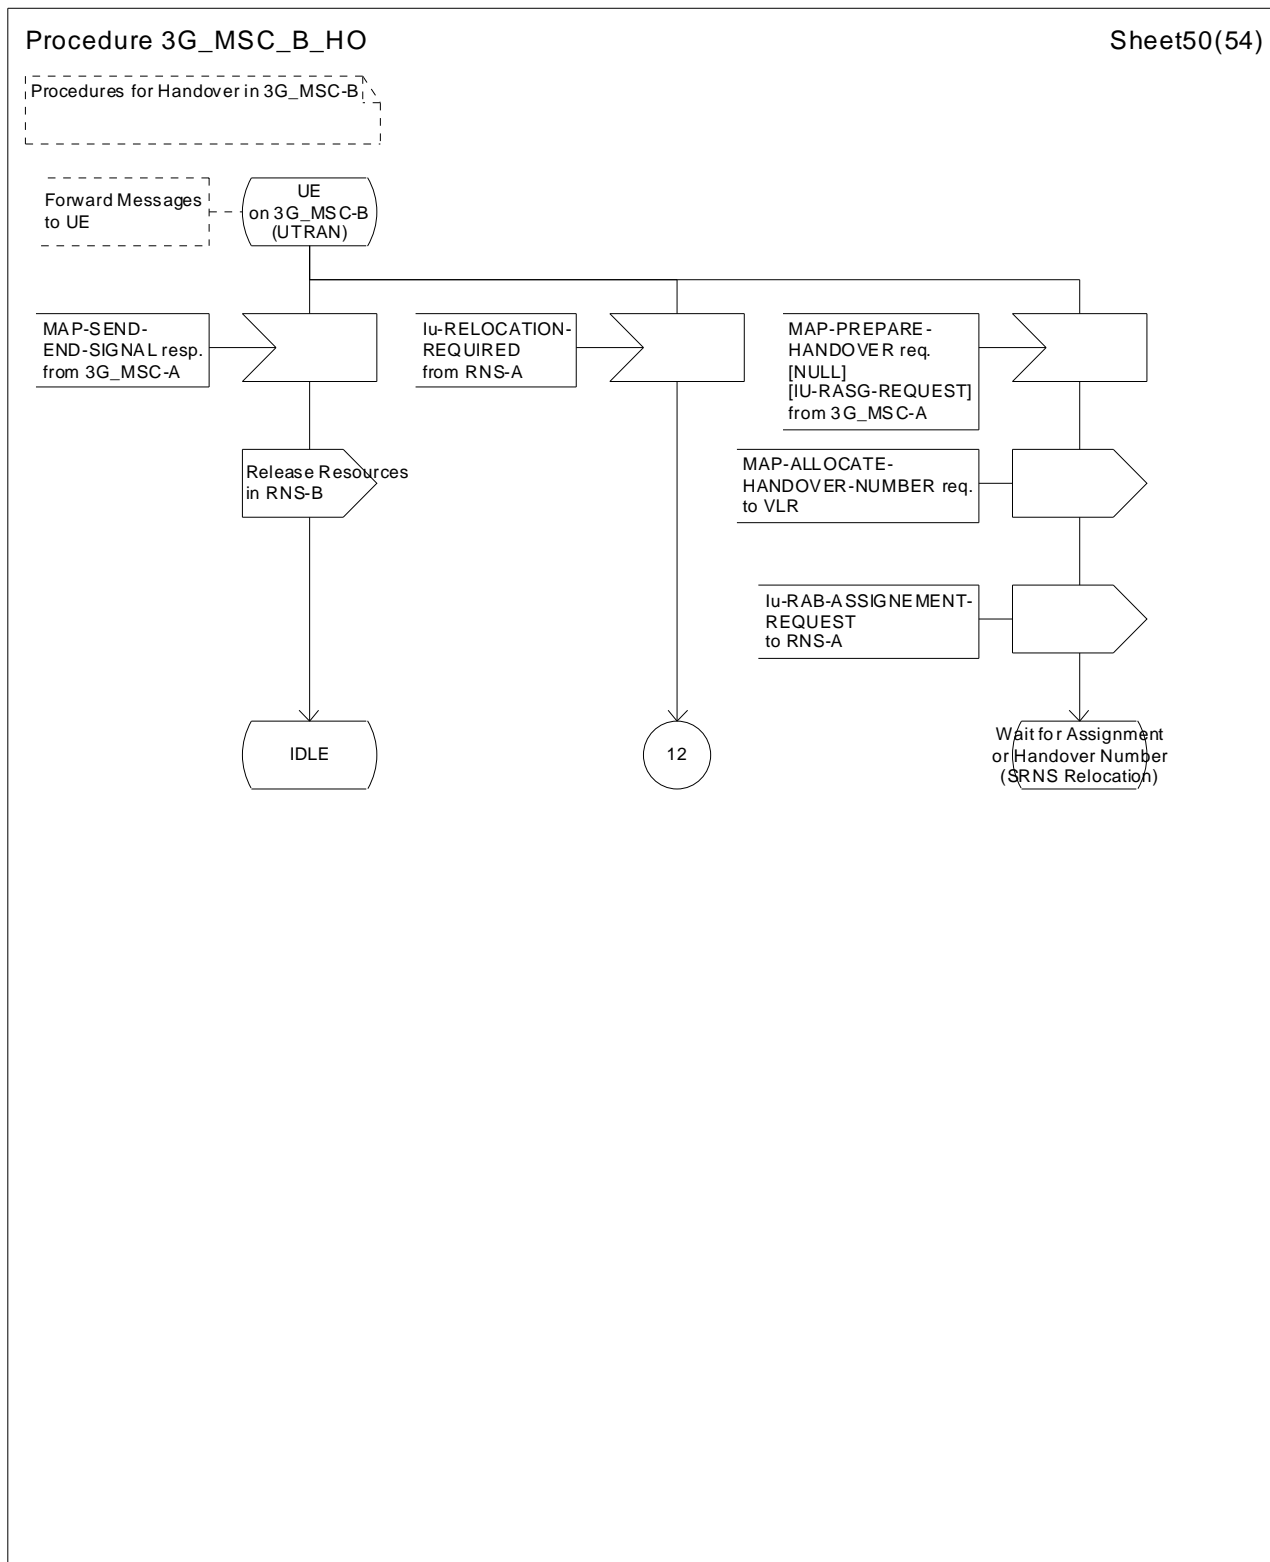 Procedure 3G_MSC_B_HO
Sheet50(54)
Procedures for Handover in 3G_MSC-B
Forward Messages
to UE
UE
on 3G_MSC-B
(UTRAN)
MAP-SEND-
END-SIGNAL resp.
from 3G_MSC-A
Iu-RELOCATION-
REQUIRED
from RNS-A
MAP-PREPARE-
HANDOVER req.
[NULL]
[IU-RASG-REQUEST]
from 3G_MSC-A
Release Resources
in RNS-B
MAP-ALLOCATE-
HANDOVER-NUMBER req.
to VLR
Iu-RAB-ASSIGNEMENT-
REQUEST
to RNS-A
IDLE
12
Wait for Assignment
or Handover Number
(SRNS Relocation)